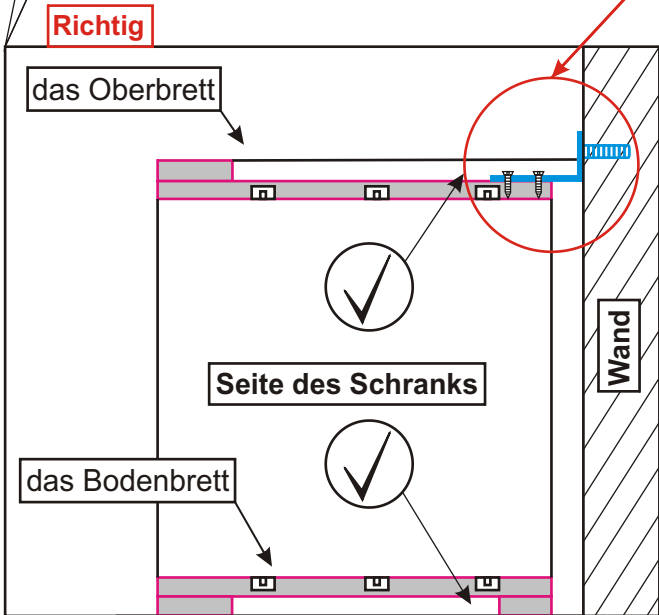 Richtig
das Oberbrett
Seite des Schranks
Wand
das Bodenbrett